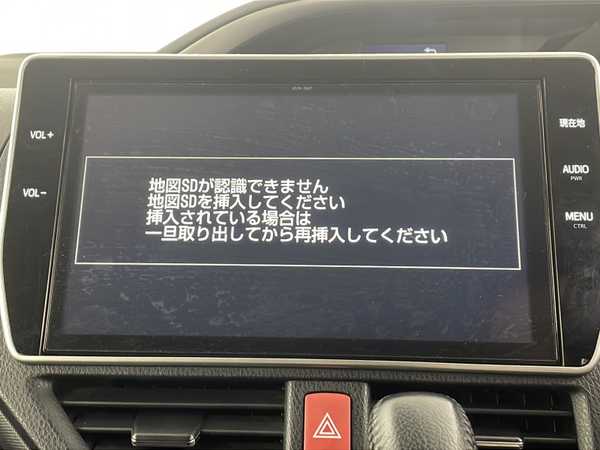 VOL+
VOL-
地図SDが認識できません
地図SDを挿入してください
挿入されている場合は
一旦取り出してから再挿入してください
現在地
AUDIO
PWR
MENU
CTRL